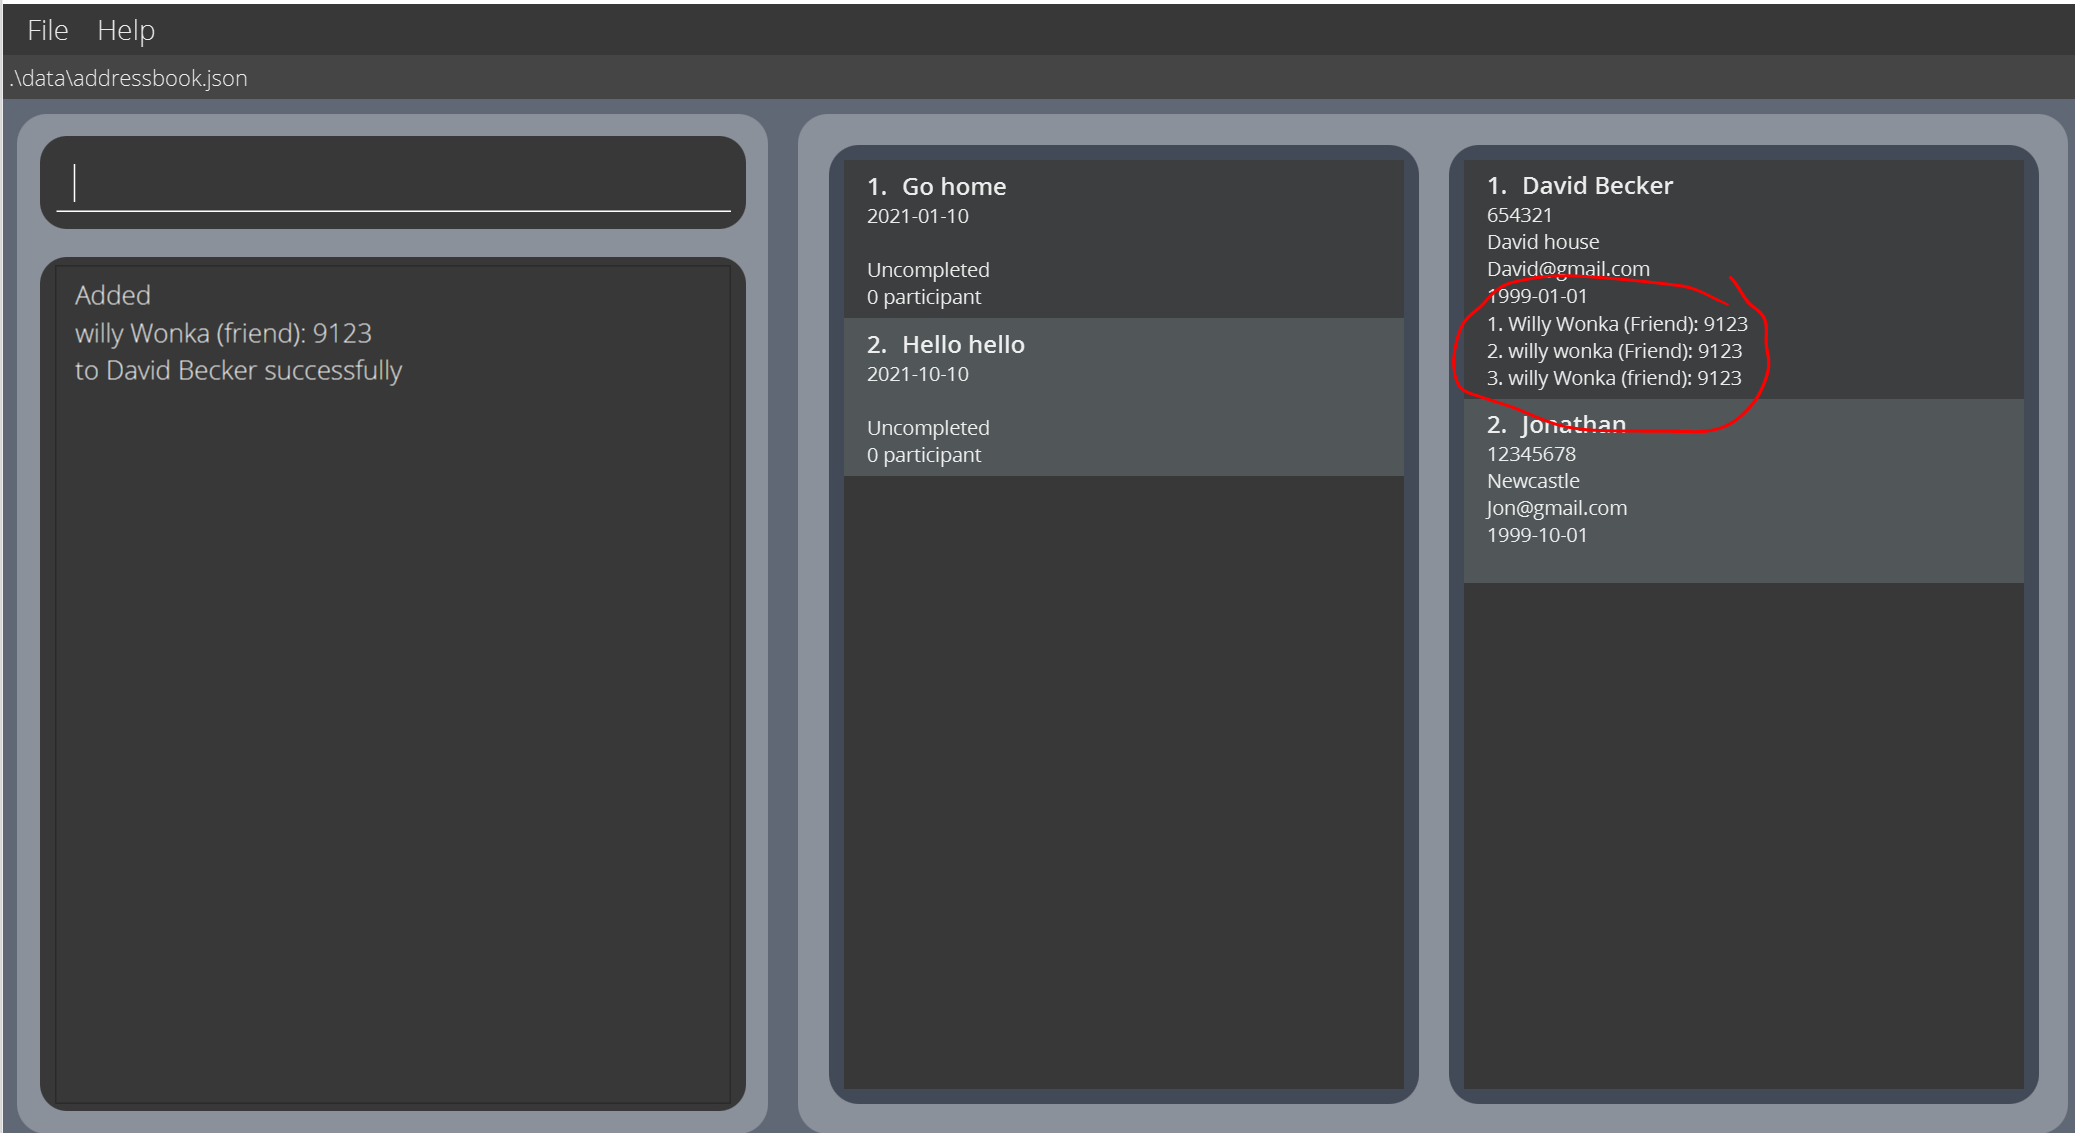 File Help
.\data\addressbook.json
Added
willy Wonka (friend): 9123
to David Becker successfully
1. Go home
2021-01-10
Uncompleted
0 participant
2. Hello hello
2021-10-10
Uncompleted
0 participant
1. David Becker
654321
David house
David@gmail.com
1999-01-01
1. Willy Wonka (Friend): 9123
2. willy wonka (Friend): 9123
3. willy Wonka (friend): 9123
2. Jonathan
12345678
Newcastle
Jon@gmail.com
1999-10-01